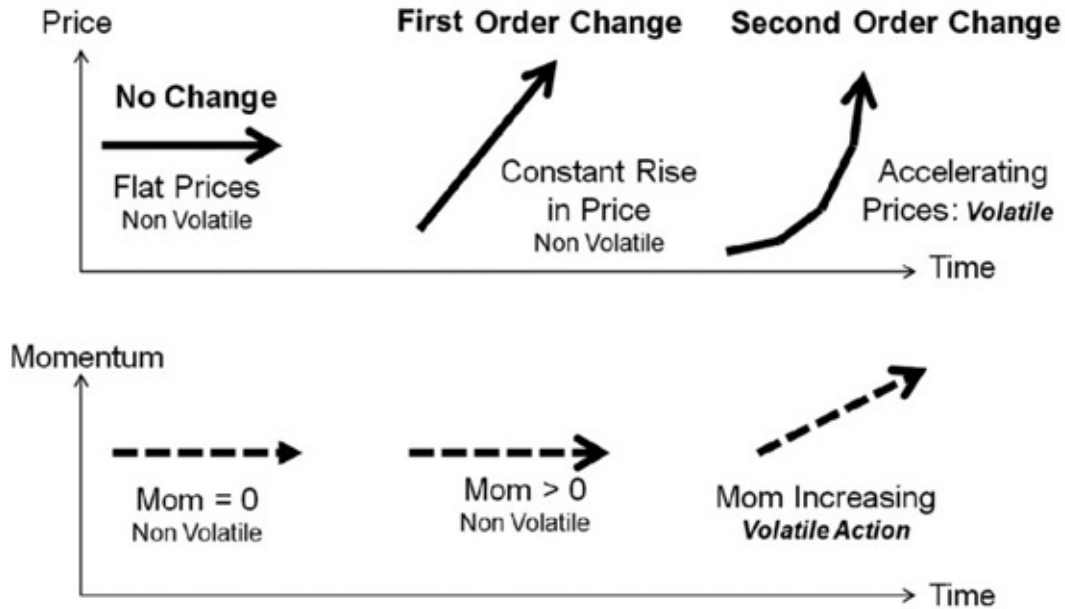 Price
First Order Change
Second Order Change
No Change
Flat Prices
Non Volatile
Constant Rise
in Price
Non Volatile
Accelerating
Prices: Volatile
Time
Momentum
Mom = 0
Non Volatile
Mom > 0
Non Volatile
Mom Increasing
Volatile Action
Time